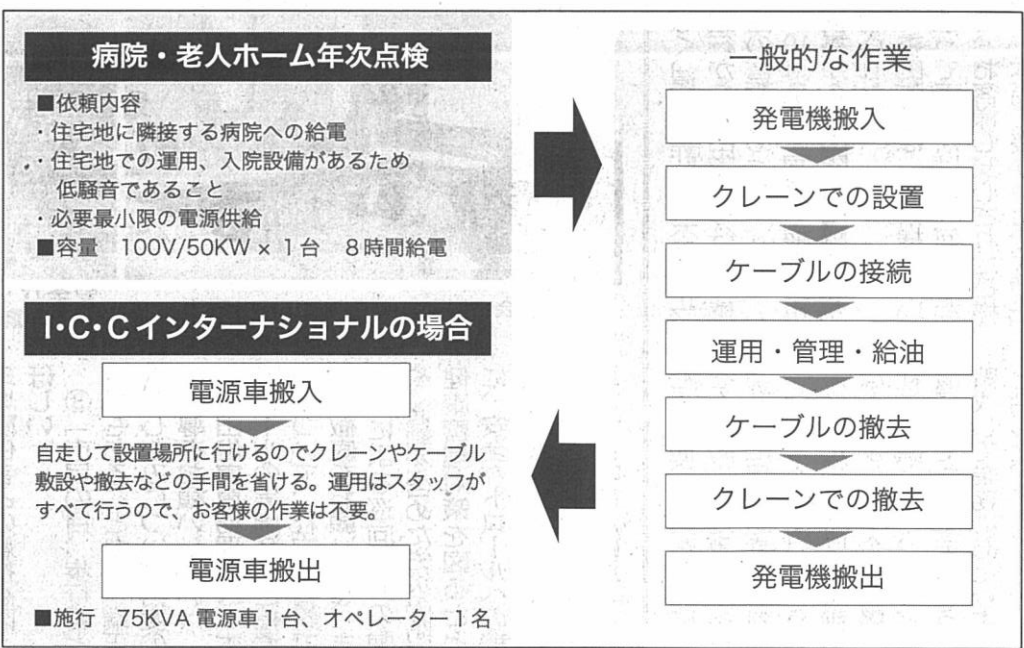 病院・老人ホーム年次点検
■依頼内容
・住宅地に隣接する病院への給電
・住宅地での運用、入院設備があるため
低騒音であること
・必要最小限の電源供給
■容量　100V/50KW × 1台　8時間給電
一般的な作業
発電機搬入
クレーンでの設置
ケーブルの接続
運用・管理・給油
ケーブルの撤去
クレーンでの撤去
発電機搬出
I・C・Cインターナショナルの場合
電源車搬入
自走して設置場所に行けるのでクレーンやケーブル
敷設や撤去などの手間を省ける。運用はスタッフが
すべて行うので、お客様の作業は不要。
電源車搬出
■施行　75KVA 電源車1台、オペレーター1名